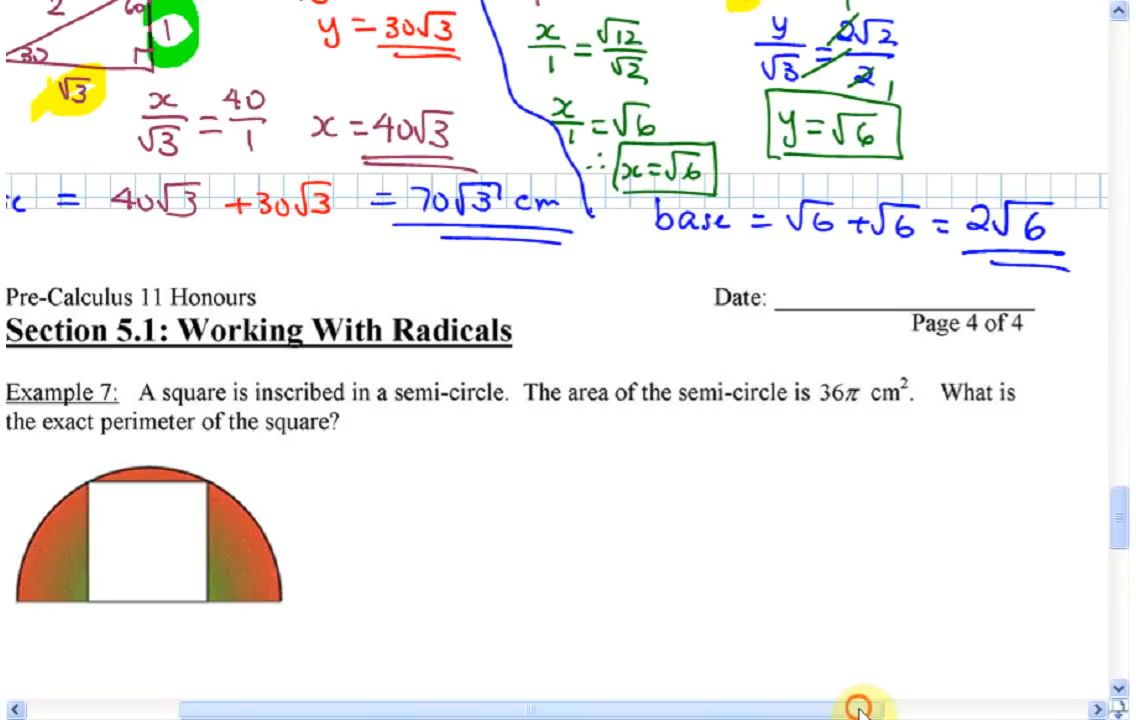 2 60
1
30
√3
y = 30√3
x/√3 = 40/1 x = 40√3
x/1 = √12/√2
x/1 = √6
∴ x = √6
y/√3 = 2√2/2 1
y = √6
= 40√3 + 30√3 = 70√3 cm
base = √6 + √6 = 2√6
Pre-Calculus 11 Honours Date: ____________
Section 5.1: Working With Radicals
Page 4 of 4
Example 7: A square is inscribed in a semi-circle. The area of the semi-circle is 36π cm². What is
the exact perimeter of the square?